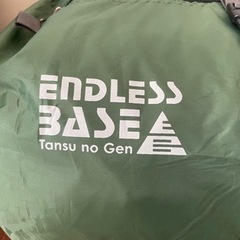 ENDLESS
BASE
Tansu no Gen